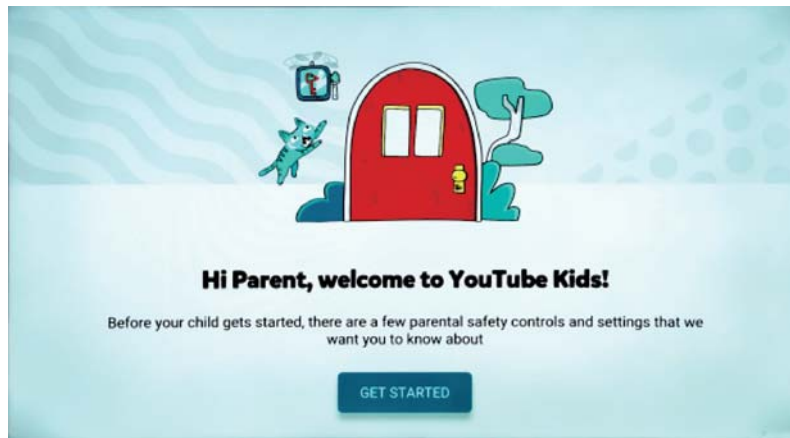 Hi Parent, welcome to YouTube Kids!
Before your child gets started, there are a few parental safety controls and settings that we
want you to know about
GET STARTED